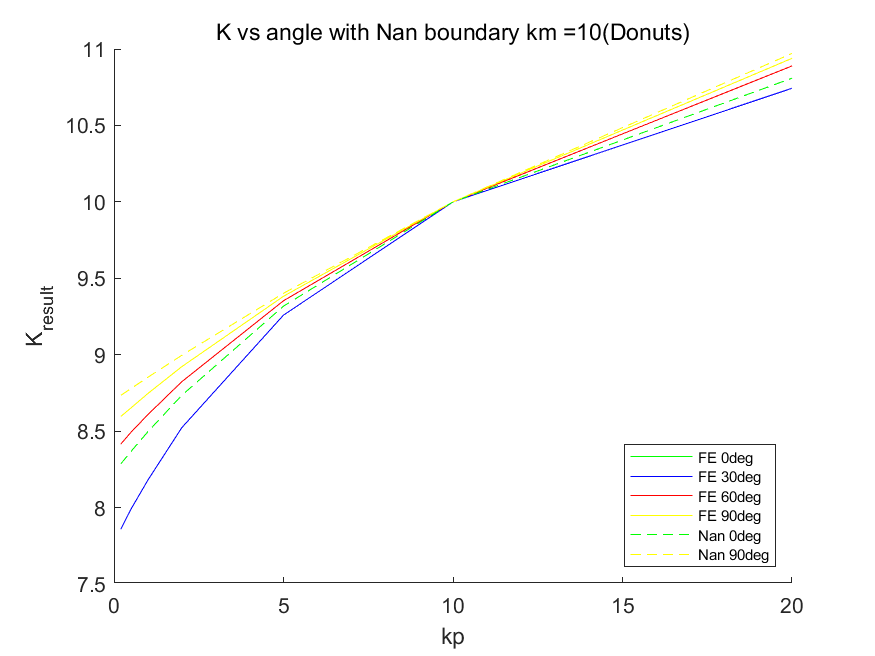 K vs angle with Nan boundary km =10(Donuts)
11
10.5
10
9.5
9
8.5
8
7.5
K_result
0
5
10
15
20
kp
FE 0deg
FE 30deg
FE 60deg
FE 90deg
Nan 0deg
Nan 90deg